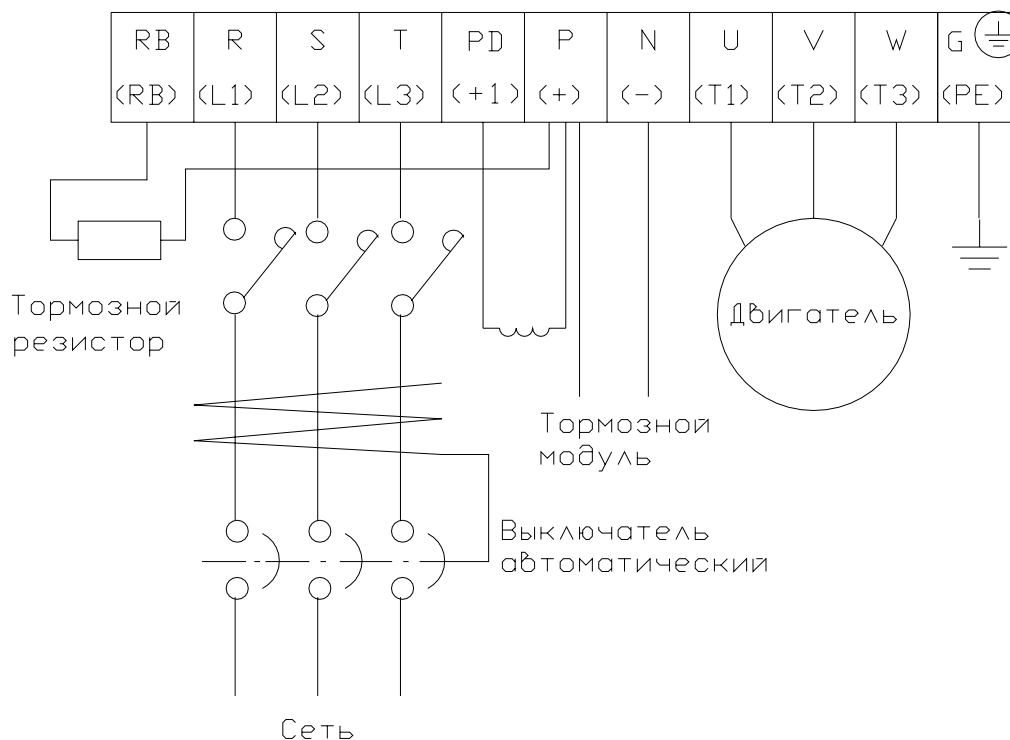 RB R S T PD P N U V W G
(RB) (L1) (L2) (L3) (+1) (+) (-) (T1) (T2) (T3) (PE)
Тормозной
резистор
Двигатель
Тормозной
модуль
Выключатель
автоматический
Сеть